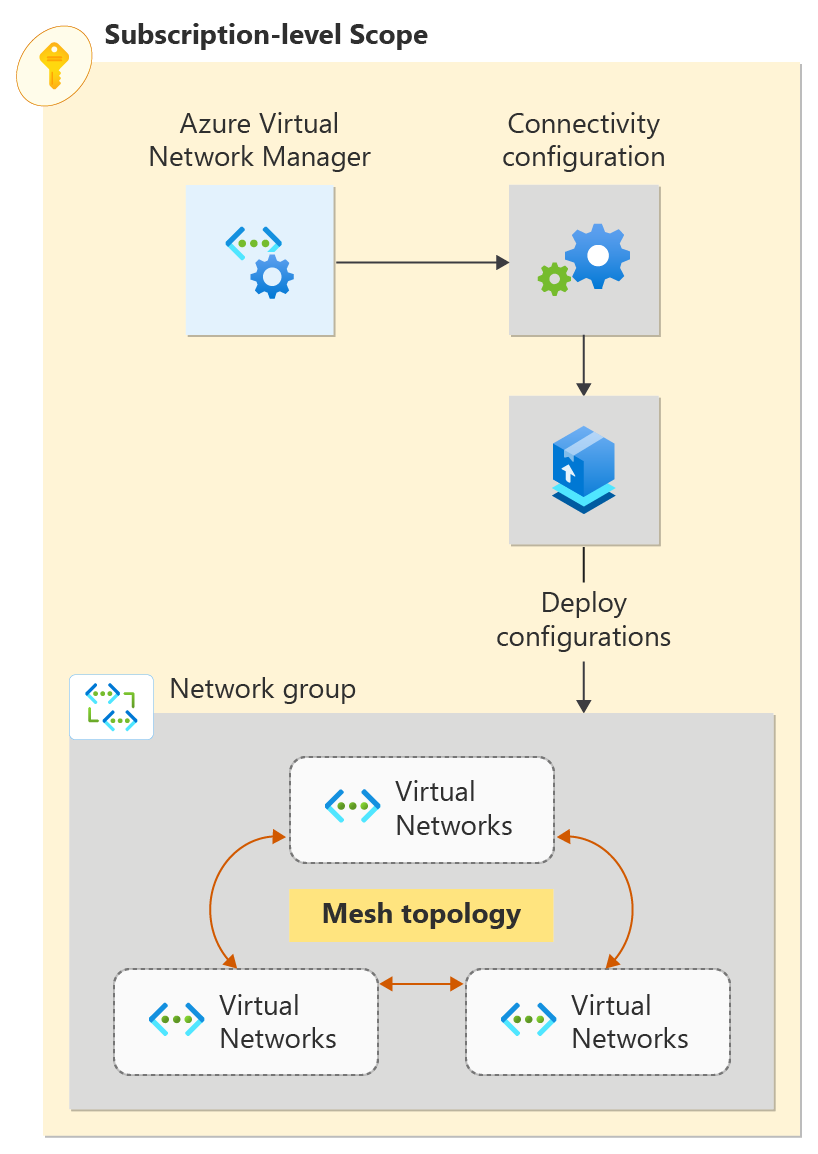 Subscription-level Scope
Azure Virtual
Network Manager
Connectivity
configuration
Deploy
configurations
Network group
Virtual
Networks
Mesh topology
Virtual
Networks
Virtual
Networks